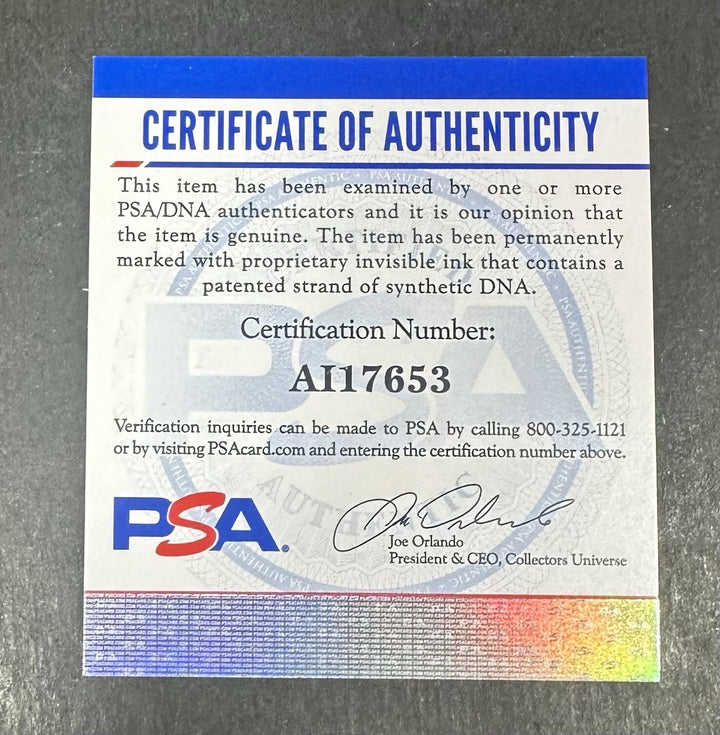 CERTIFICATE OF AUTHENTICITY
This item has been examined by one or more
PSA/DNA authenticators and it is our opinion that
the item is genuine. The item has been permanently
marked with proprietary invisible ink that contains a
patented strand of synthetic DNA.
Certification Number:
AI17653
Verification inquiries can be made to PSA by calling 800-325-1121
or by visiting PSAcard.com and entering the certification number above.
PSA.
Joe Orlando
President & CEO, Collectors Universe